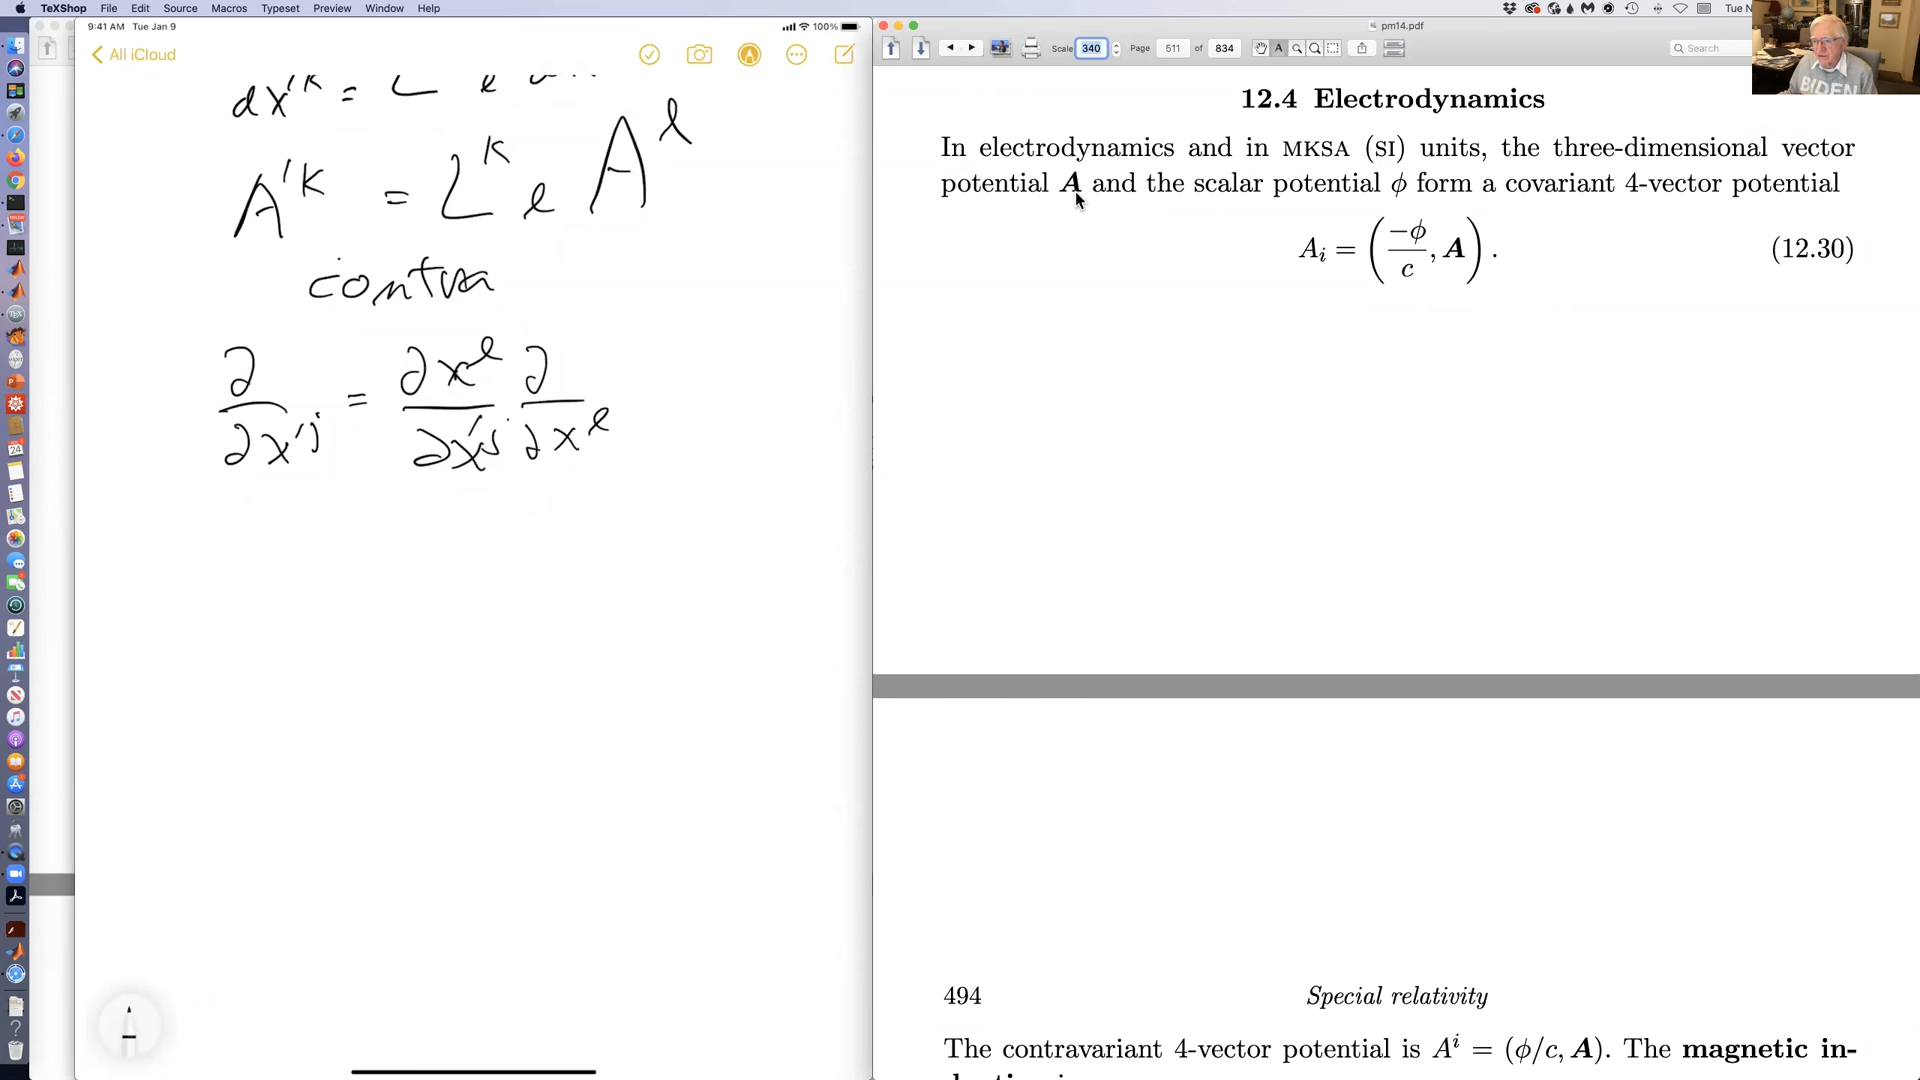 TeXShop File Edit Source Macros Typeset Preview Window Help
Tue N
9:41 AM Tue Jan 9
100%
All iCloud
dx'^k = L
A'^k = L^k_l A^l
contra
∂/∂x'^j = ∂x^l/∂x'^j ∂/∂x^l
pm14.pdf
Scale 340 Page 511 of 834
Search
BIDEN
12.4 Electrodynamics
In electrodynamics and in MKSA (SI) units, the three-dimensional vector
potential A and the scalar potential ϕ form a covariant 4-vector potential
A_i = (−ϕ/c, A). (12.30)
494 Special relativity
The contravariant 4-vector potential is A^i = (ϕ/c, A). The magnetic in-